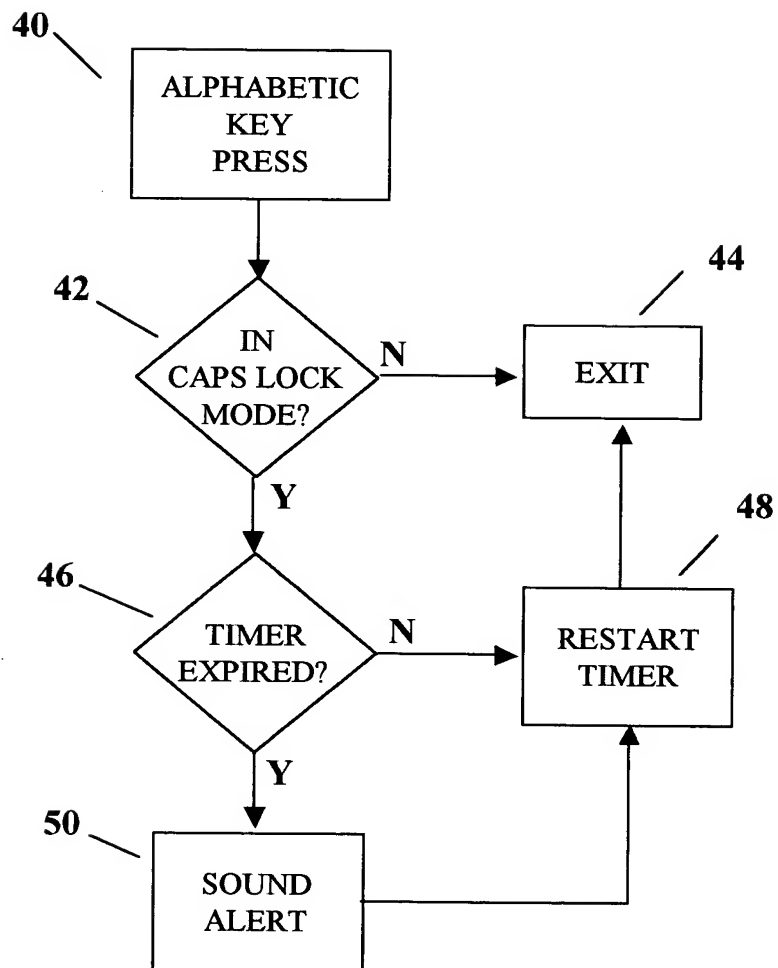 40
ALPHABETIC
KEY
PRESS
42
IN
CAPS LOCK
MODE?
N
44
EXIT
Y
46
TIMER
EXPIRED?
N
48
RESTART
TIMER
Y
50
SOUND
ALERT